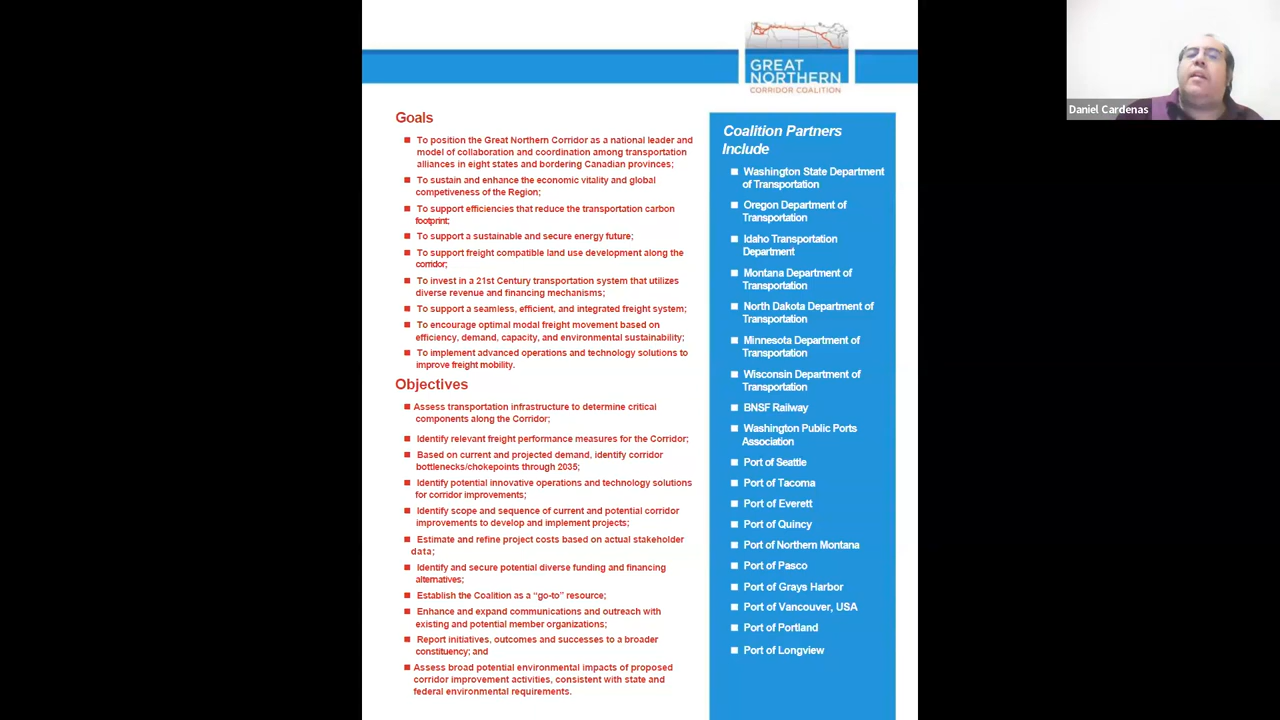 GREAT
NORTHERN
CORRIDOR COALITION
Daniel Cardenas
Goals
To position the Great Northern Corridor as a national leader and
model of collaboration and coordination among transportation
alliances in eight states and bordering Canadian provinces;
To sustain and enhance the economic vitality and global
competiveness of the Region;
To support efficiencies that reduce the transportation carbon
footprint;
To support a sustainable and secure energy future;
To support freight compatible land use development along the
corridor;
To invest in a 21st Century transportation system that utilizes
diverse revenue and financing mechanisms;
To support a seamless, efficient, and integrated freight system;
To encourage optimal modal freight movement based on
efficiency, demand, capacity, and environmental sustainability;
To implement advanced operations and technology solutions to
improve freight mobility.
Objectives
Assess transportation infrastructure to determine critical
components along the Corridor;
Identify relevant freight performance measures for the Corridor;
Based on current and projected demand, identify corridor
bottlenecks/chokepoints through 2035;
Identify potential innovative operations and technology solutions
for corridor improvements;
Identify scope and sequence of current and potential corridor
improvements to develop and implement projects;
Estimate and refine project costs based on actual stakeholder
data;
Identify and secure potential diverse funding and financing
alternatives;
Establish the Coalition as a “go-to” resource;
Enhance and expand communications and outreach with
existing and potential member organizations;
Report initiatives, outcomes and successes to a broader
constituency; and
Assess broad potential environmental impacts of proposed
corridor improvement activities, consistent with state and
federal environmental requirements.
Coalition Partners
Include
Washington State Department
of Transportation
Oregon Department of
Transportation
Idaho Transportation
Department
Montana Department of
Transportation
North Dakota Department of
Transportation
Minnesota Department of
Transportation
Wisconsin Department of
Transportation
BNSF Railway
Washington Public Ports
Association
Port of Seattle
Port of Tacoma
Port of Everett
Port of Quincy
Port of Northern Montana
Port of Pasco
Port of Grays Harbor
Port of Vancouver, USA
Port of Portland
Port of Longview